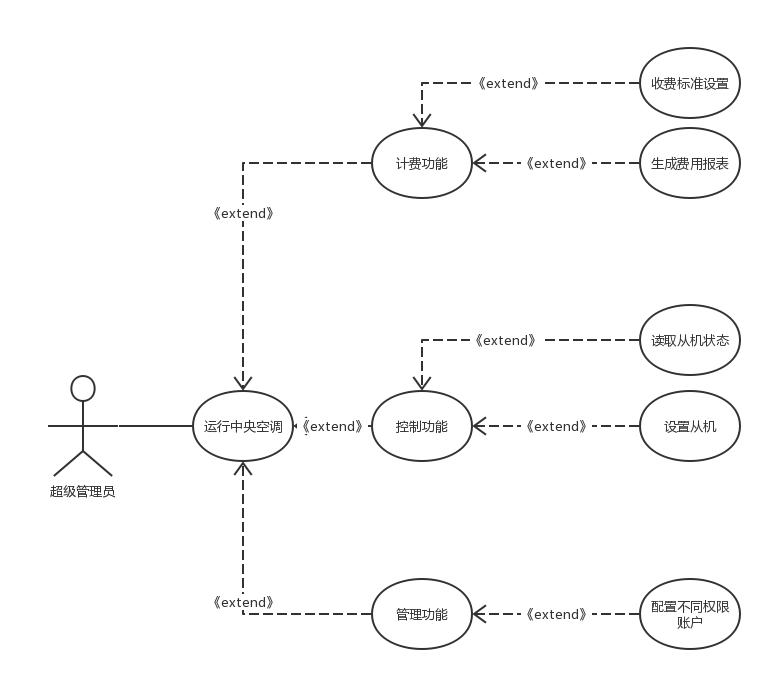 《extend》
收费标准设置
计费功能
《extend》
生成费用报表
《extend》
《extend》
读取从机状态
超级管理员
运行中央空调
《extend》
控制功能
《extend》
设置从机
《extend》
管理功能
《extend》
配置不同权限
账户